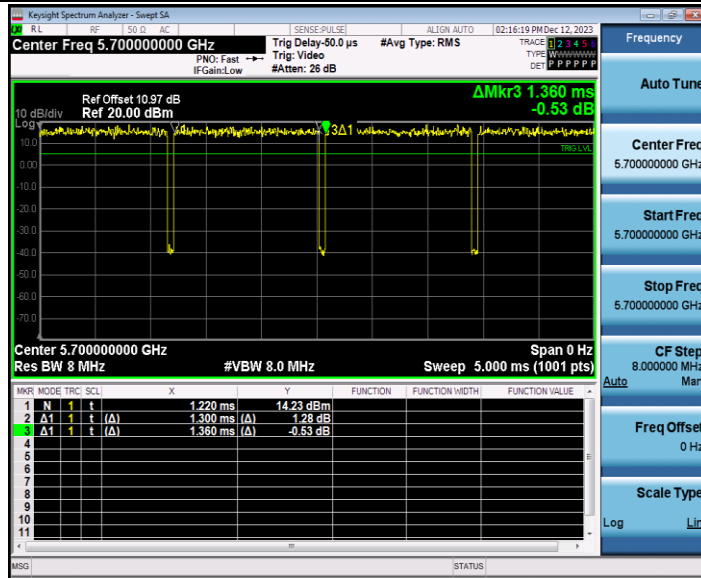 Keysight Spectrum Analyzer - Swept SA
RL RF 50 Ω AC SENSE:PULSE ALIGN AUTO 02:16:19 PM Dec 12, 2023
Center Freq 5.700000000 GHz
PNO: Fast
IFGain:Low
Trig Delay-50.0 µs
Trig: Video
#Atten: 26 dB
#Avg Type: RMS
TRACE 1 2 3 4 5 6
TYPE WWWWWW
DET P P P P P P
ΔMkr3 1.360 ms
-0.53 dB
Ref Offset 10.97 dB
10 dB/div Ref 20.00 dBm
Log
3Δ1
TRIG LVL
10.0
0.00
-10.0
-20.0
-30.0
-40.0
-50.0
-60.0
-70.0
Center 5.700000000 GHz Span 0 Hz
Res BW 8 MHz #VBW 8.0 MHz Sweep 5.000 ms (1001 pts)
MKR MODE TRC SCL X Y FUNCTION FUNCTION WIDTH FUNCTION VALUE
1 N 1 t 1.220 ms 14.23 dBm
2 Δ1 1 t (Δ) 1.300 ms (Δ) 1.28 dB
3 Δ1 1 t (Δ) 1.360 ms (Δ) -0.53 dB
4
5
6
7
8
9
10
11
MSG STATUS
Frequency
Auto Tune
Center Freq
5.700000000 GHz
Start Freq
5.700000000 GHz
Stop Freq
5.700000000 GHz
CF Step
8.000000 MHz
Auto Man
Freq Offset
0 Hz
Scale Type
Log Lin